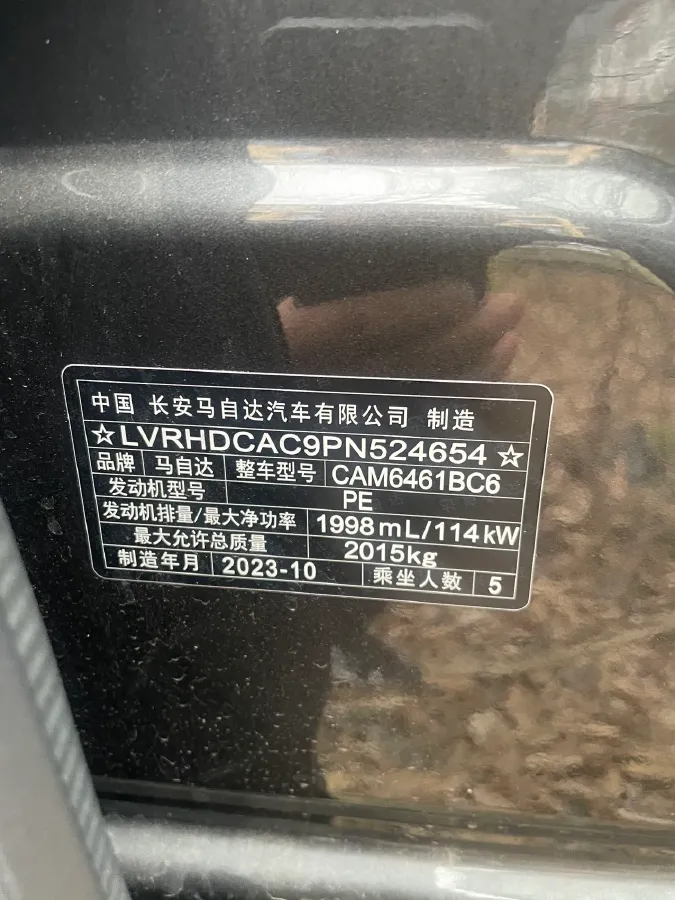 中国 长安马自达汽车有限公司 制造
☆LVRHDCAC9PN524654☆
品牌 马自达 整车型号 CAM6461BC6
发动机型号 PE
发动机排量/最大净功率 1998mL/114kW
最大允许总质量 2015kg
制造年月 2023-10 乘坐人数 5